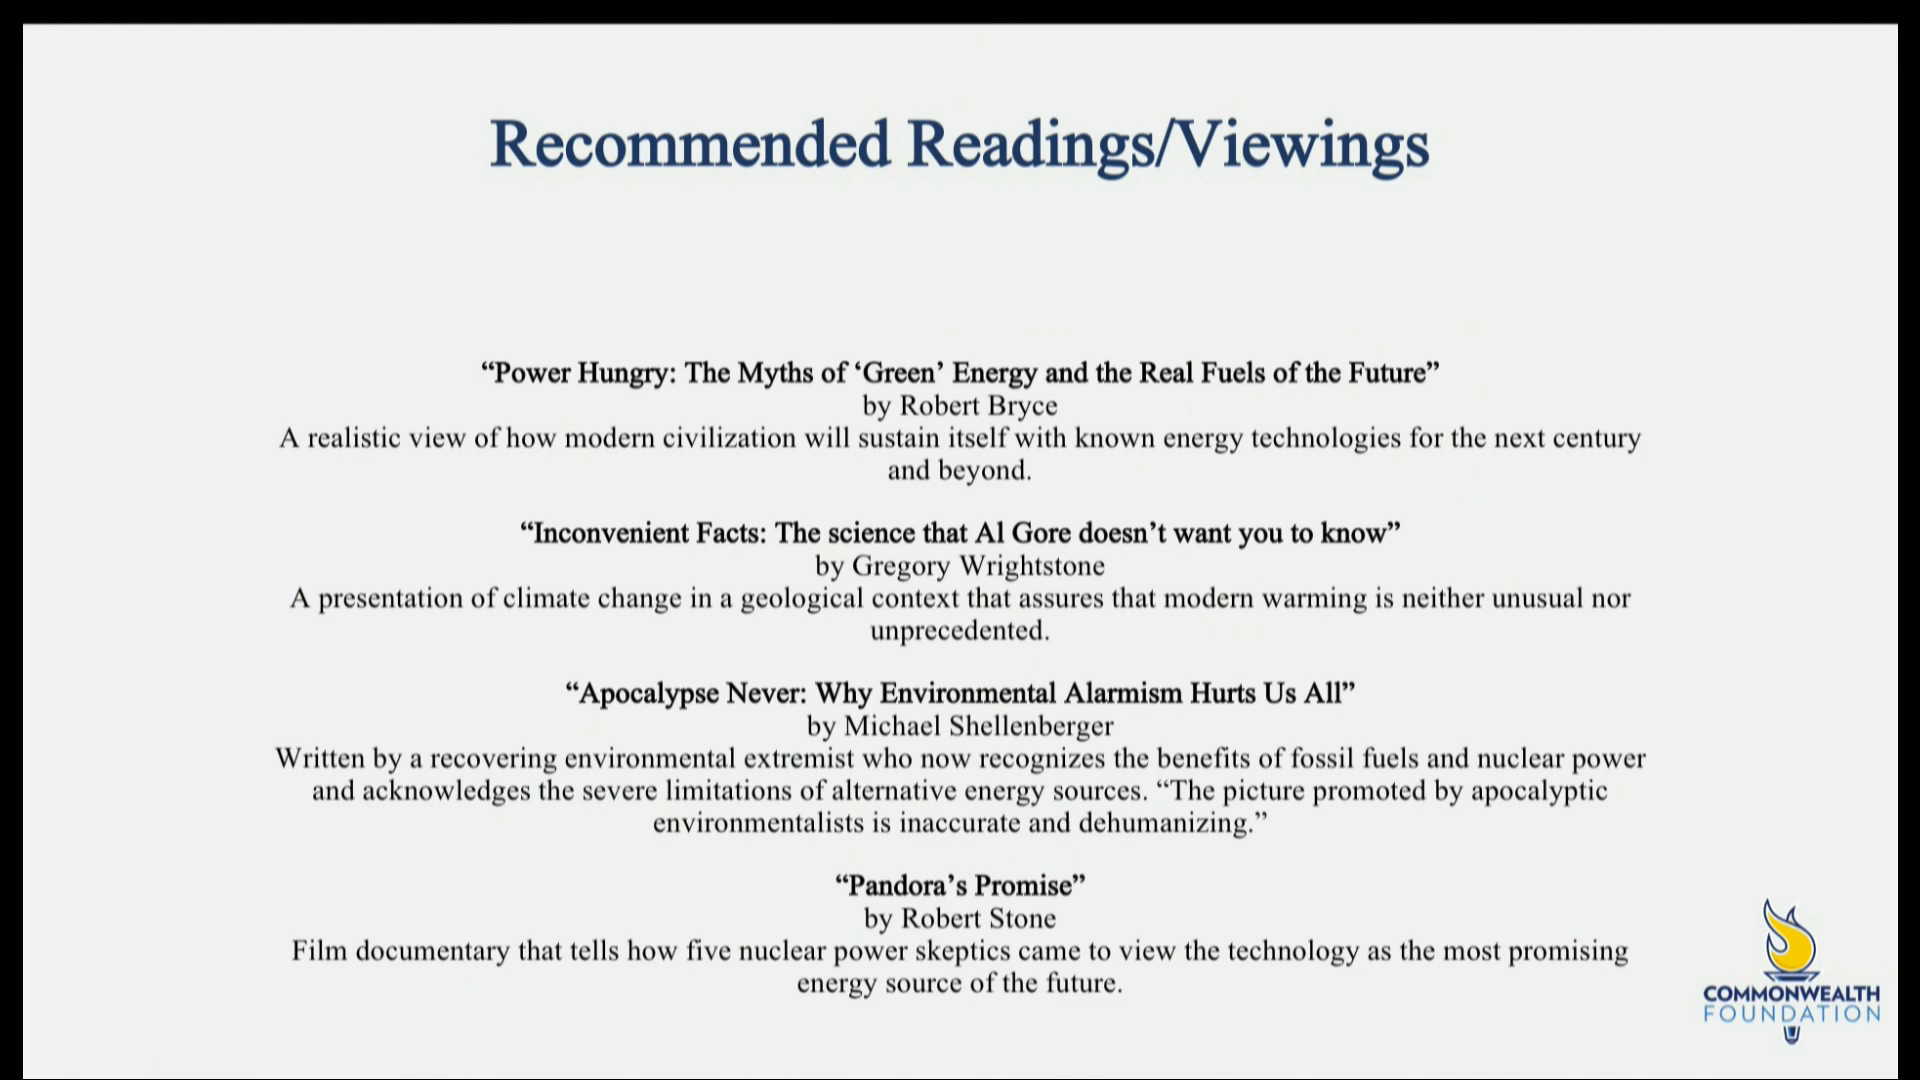 Recommended Readings/Viewings
“Power Hungry: The Myths of ‘Green’ Energy and the Real Fuels of the Future”
by Robert Bryce
A realistic view of how modern civilization will sustain itself with known energy technologies for the next century
and beyond.
“Inconvenient Facts: The science that Al Gore doesn’t want you to know”
by Gregory Wrightstone
A presentation of climate change in a geological context that assures that modern warming is neither unusual nor
unprecedented.
“Apocalypse Never: Why Environmental Alarmism Hurts Us All”
by Michael Shellenberger
Written by a recovering environmental extremist who now recognizes the benefits of fossil fuels and nuclear power
and acknowledges the severe limitations of alternative energy sources. “The picture promoted by apocalyptic
environmentalists is inaccurate and dehumanizing.”
“Pandora’s Promise”
by Robert Stone
Film documentary that tells how five nuclear power skeptics came to view the technology as the most promising
energy source of the future.
COMMONWEALTH
FOUNDATION